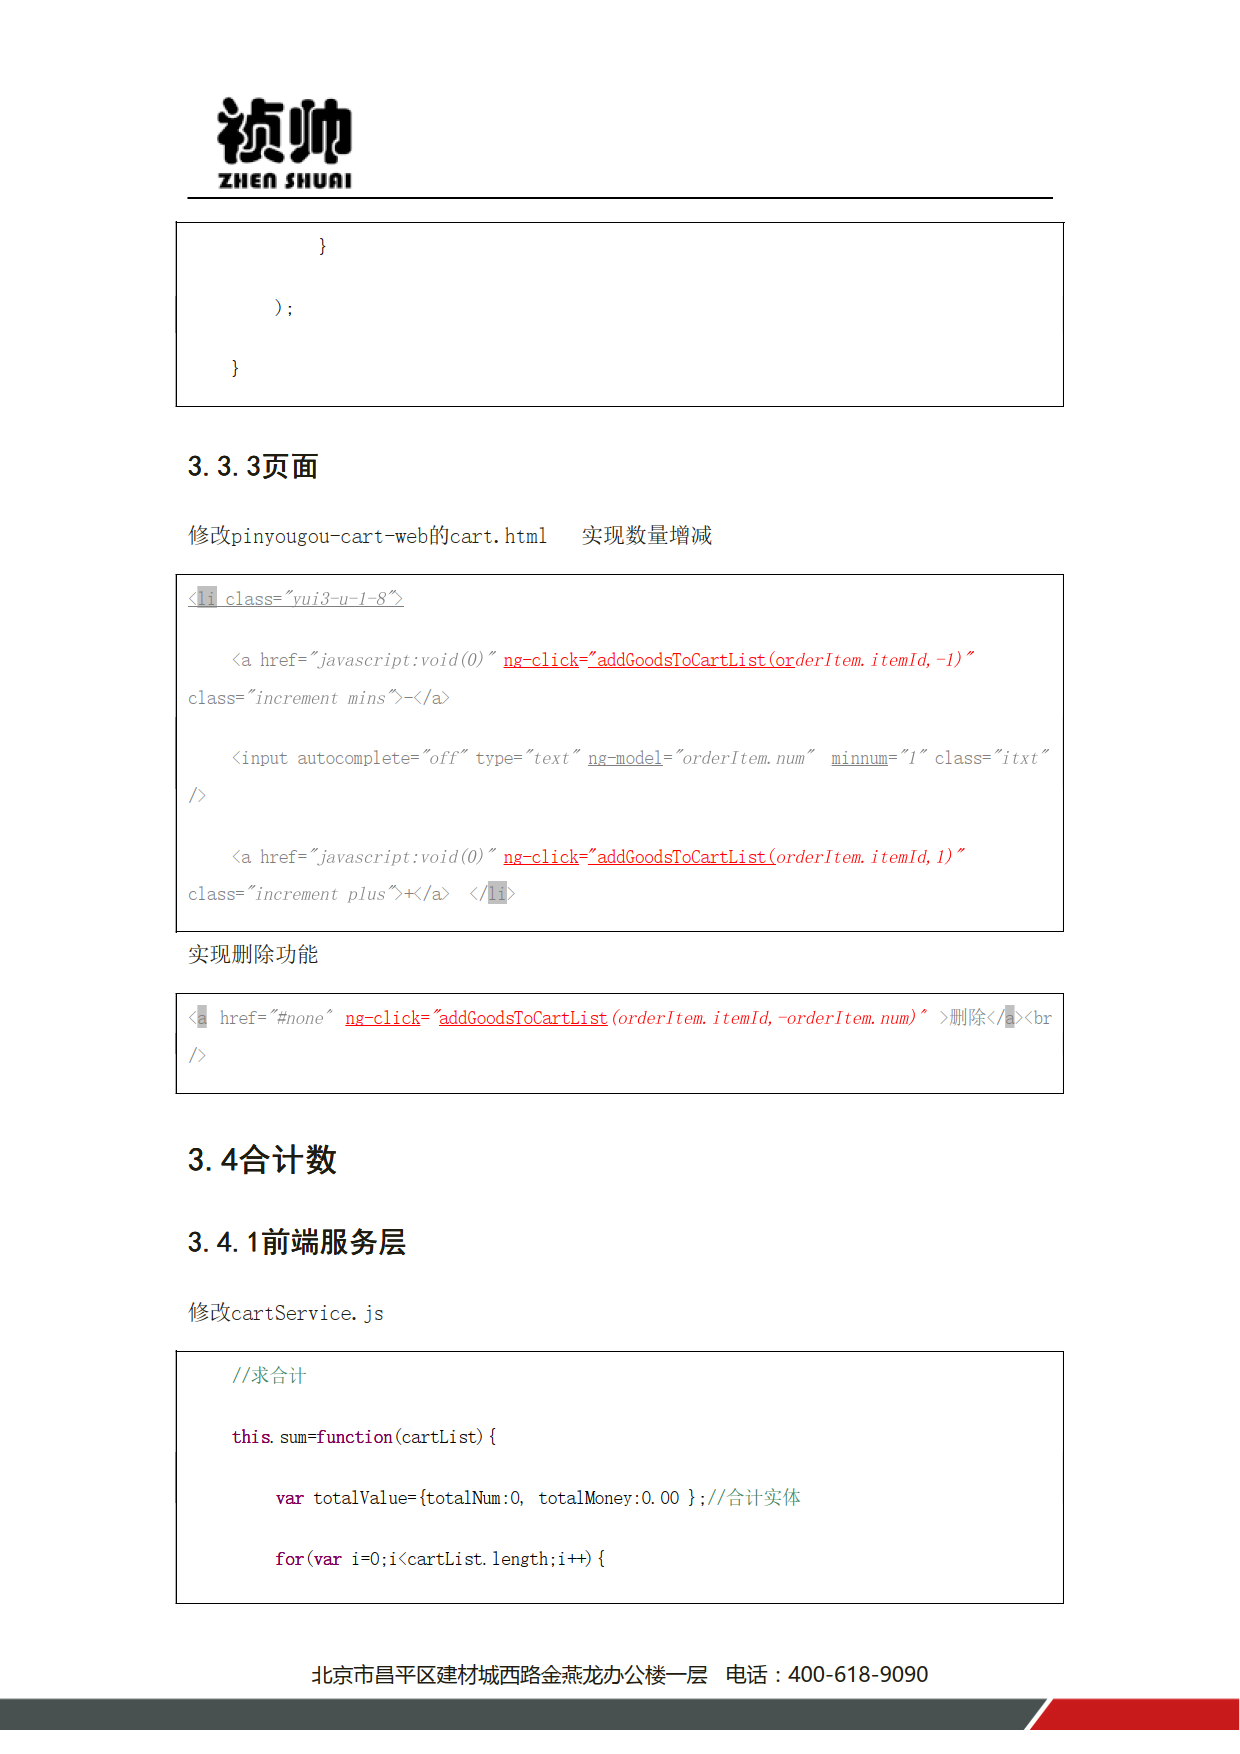 祯帅
ZHEN SHUAI
}
);
}
3.3.3页面
修改pinyougou-cart-web的cart.html 实现数量增减
<li class="yui3-u-1-8">
<a href="javascript:void(0)" ng-click="addGoodsToCartList(orderItem.itemId,-1)"
class="increment mins">-</a>
<input autocomplete="off" type="text" ng-model="orderItem.num" minnum="1" class="itxt"
/>
<a href="javascript:void(0)" ng-click="addGoodsToCartList(orderItem.itemId,1)"
class="increment plus">+</a> </li>
实现删除功能
<a href="#none" ng-click="addGoodsToCartList(orderItem.itemId,-orderItem.num)" >删除</a><br
/>
3.4合计数
3.4.1前端服务层
修改cartService.js
//求合计
this.sum=function(cartList){
var totalValue={totalNum:0, totalMoney:0.00 };//合计实体
for(var i=0;i<cartList.length;i++){
北京市昌平区建材城西路金燕龙办公楼一层 电话：400-618-9090